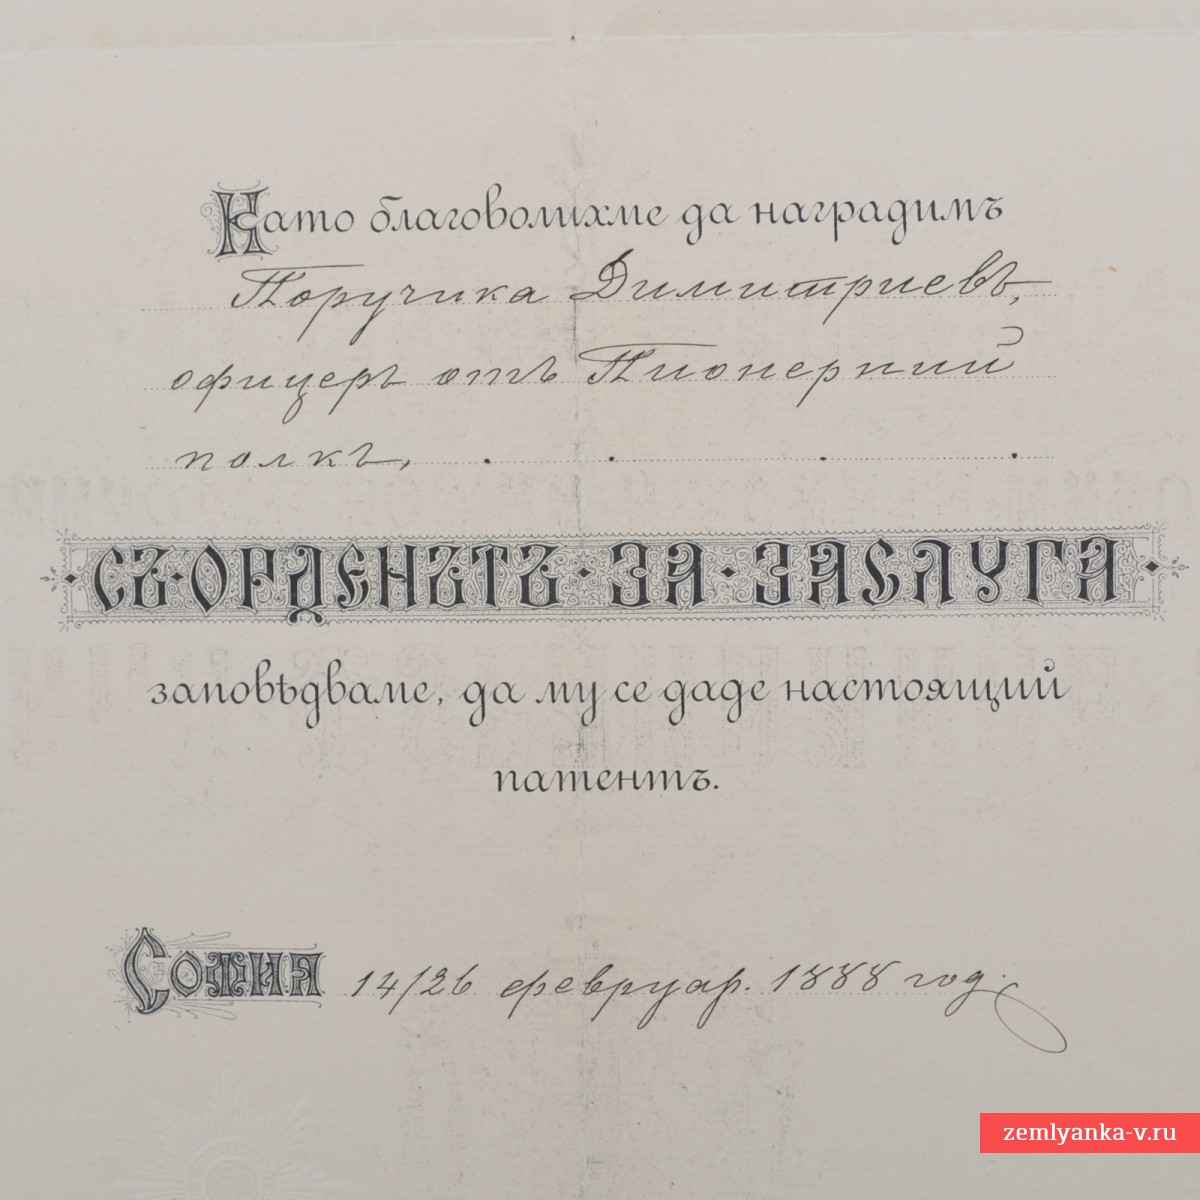 Като благоволихме да наградимъ
Поручика Димитриевъ,
офицеръ отъ Пионерний
полкъ, . . . .
·СЪ·ОРДЕНЪТЪ·ЗА·ЗАСЛУГА·
заповѣдваме, да му се даде настоящий
патентъ.
София 14/26 февруар. 1888 год.
zemlyanka-v.ru